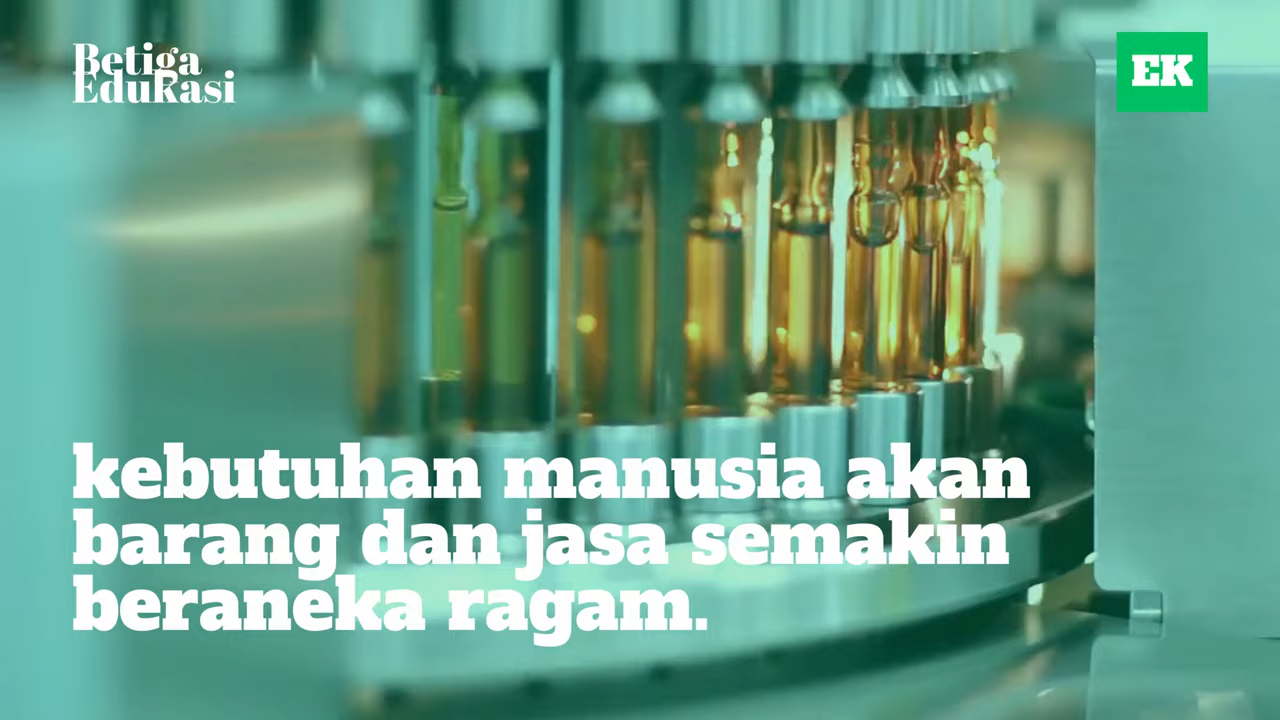 Betiga
Edukasi
EK
kebutuhan manusia akan
barang dan jasa semakin
beraneka ragam.